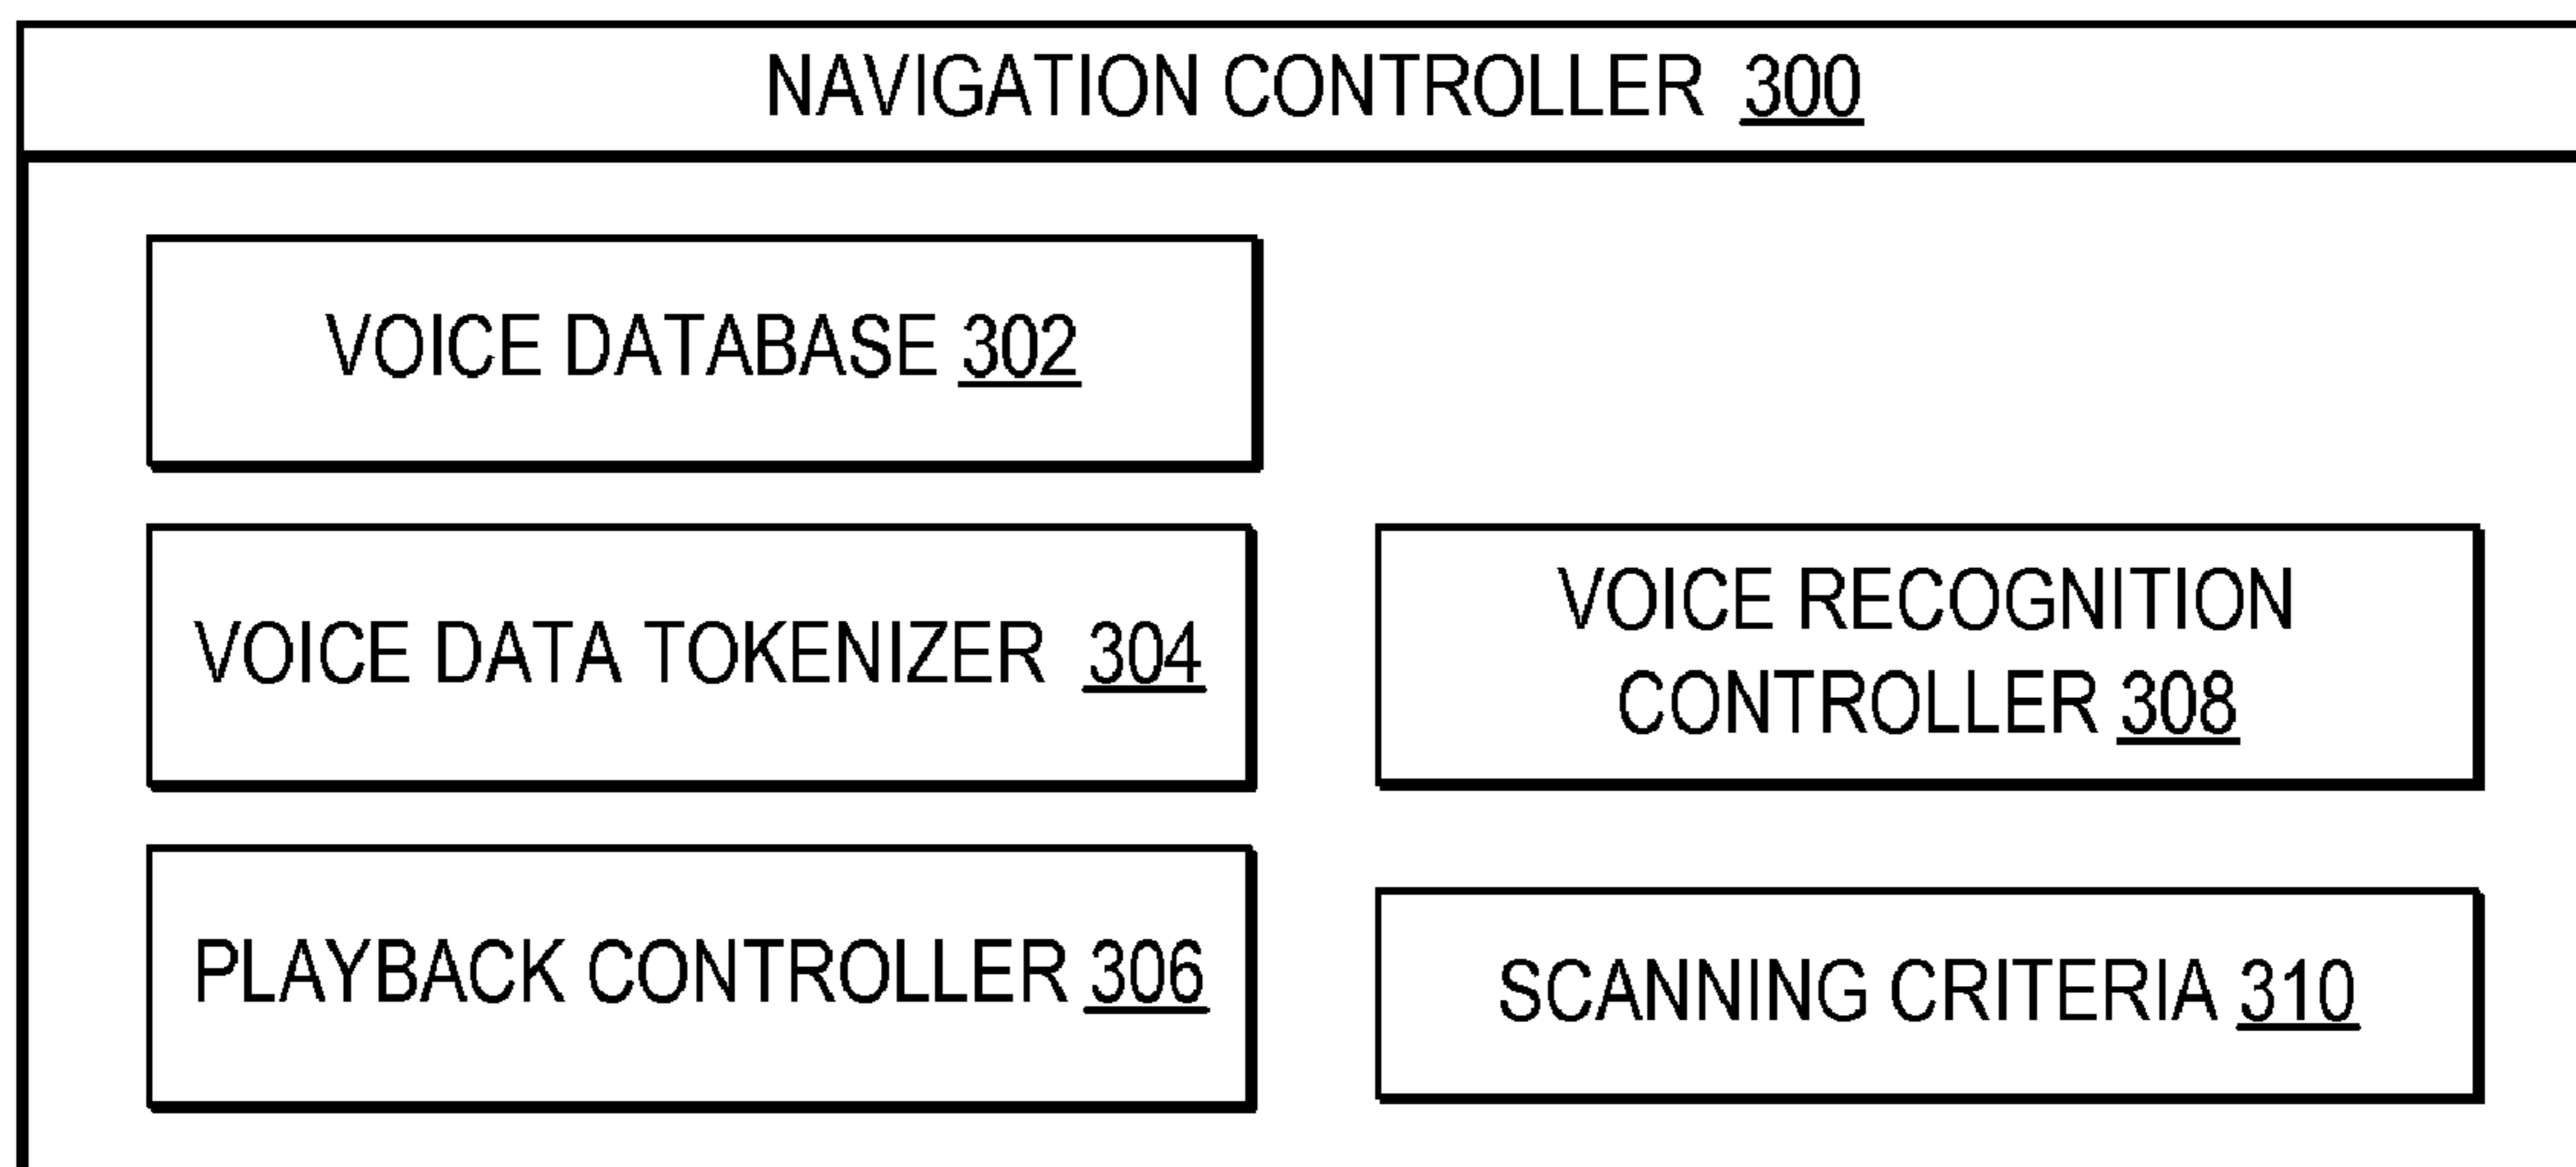 NAVIGATION CONTROLLER 300
VOICE DATABASE 302
VOICE DATA TOKENIZER 304
VOICE RECOGNITION
CONTROLLER 308
PLAYBACK CONTROLLER 306
SCANNING CRITERIA 310